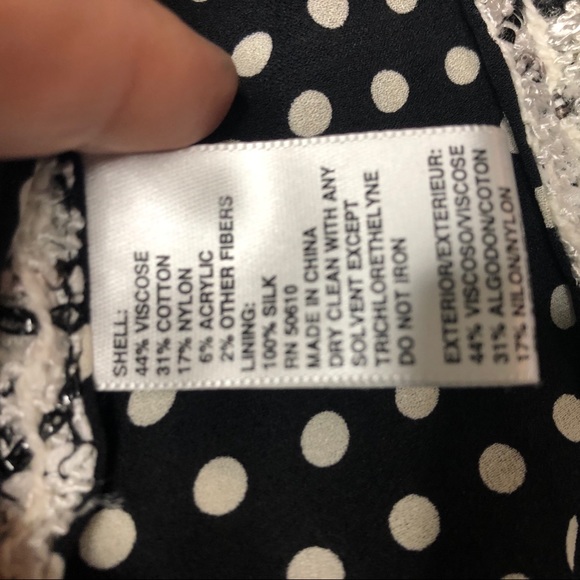 SHELL:
44% VISCOSE
31% COTTON
17% NYLON
6% ACRYLIC
2% OTHER FIBERS
LINING:
100% SILK
RN 50610
MADE IN CHINA
DRY CLEAN WITH ANY
SOLVENT EXCEPT
TRICHLORETHELYNE
DO NOT IRON
EXTERIOR/EXTERIEUR:
44% VISCOSO/VISCOSE
31% ALGODON/COTON
17% NILON/NYLON